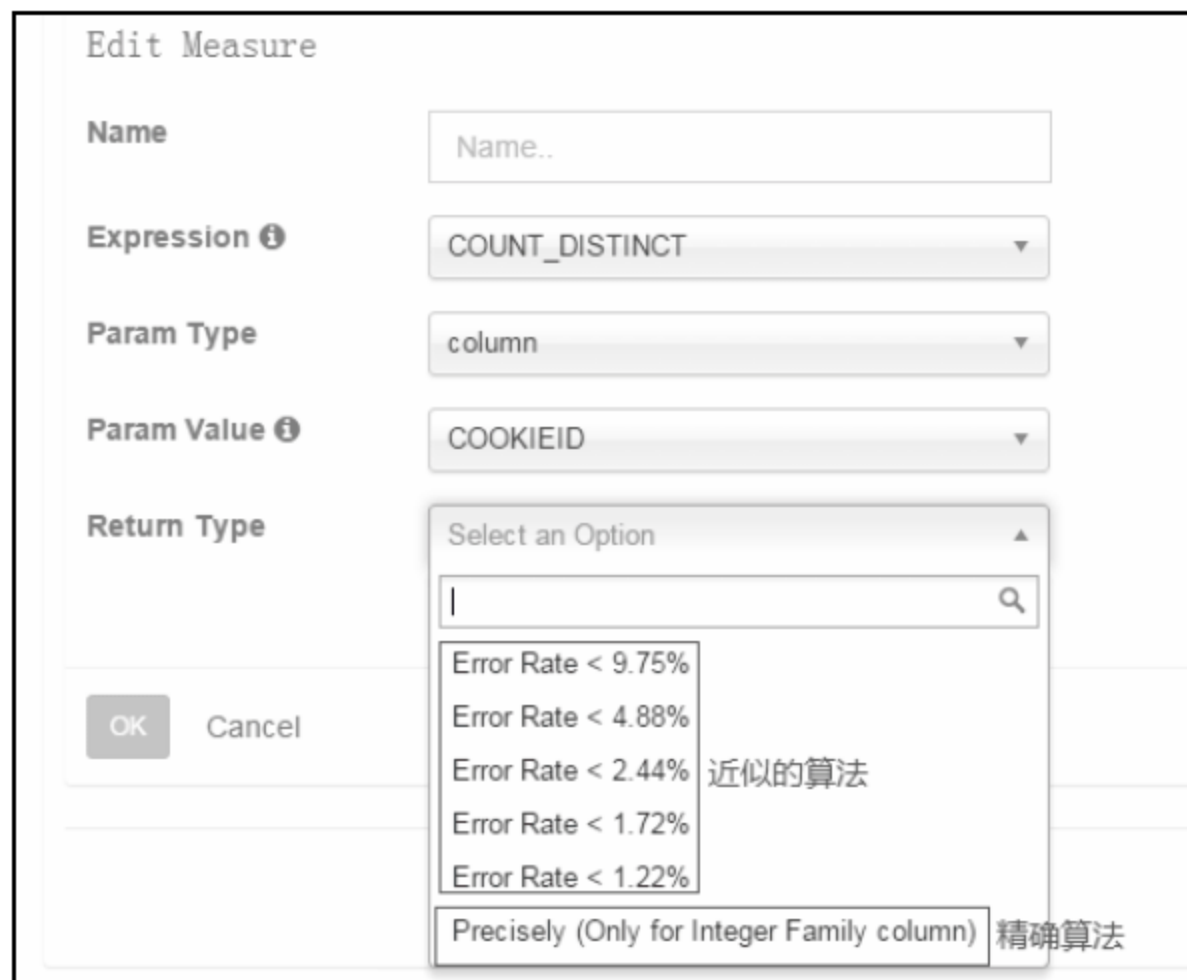 Edit Measure
Name
Name..
Expression
COUNT_DISTINCT
Param Type
column
Param Value
COOKIEID
Return Type
Select an Option
Error Rate < 9.75%
Error Rate < 4.88%
Error Rate < 2.44% 近似的算法
Error Rate < 1.72%
Error Rate < 1.22%
Precisely (Only for Integer Family column) 精确算法
OK Cancel